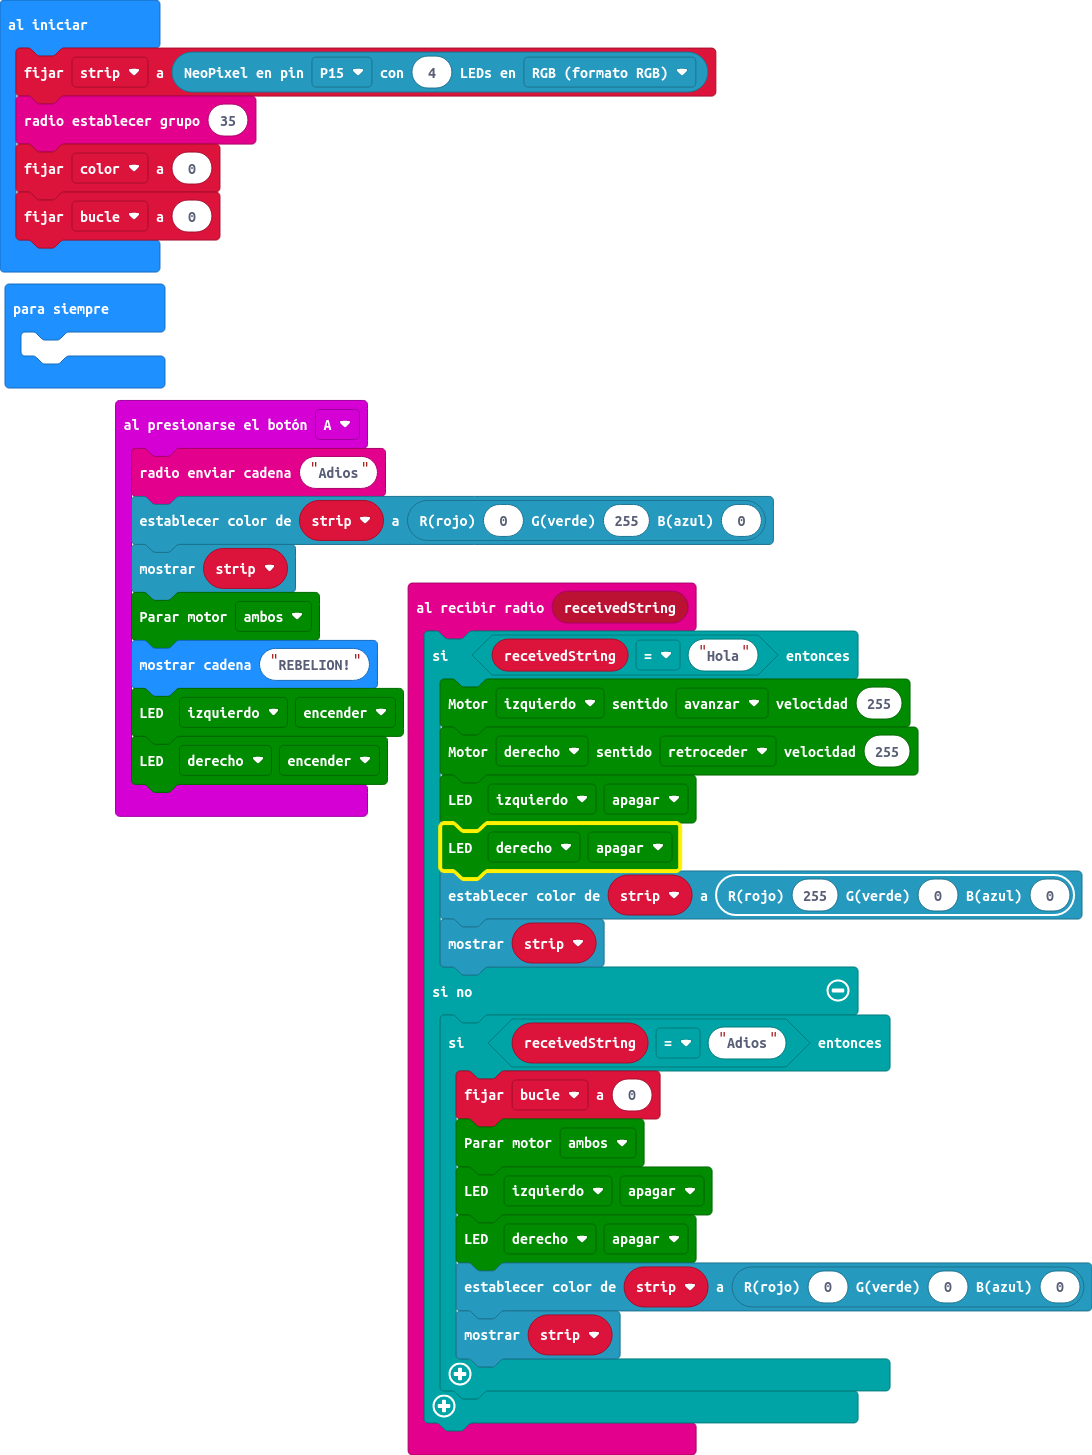 al iniciar
fijar strip a NeoPixel en pin P15 con 4 LEDs en RGB (formato RGB)
radio establecer grupo 35
fijar color a 0
fijar bucle a 0
para siempre
al presionarse el botón A
radio enviar cadena "Adios"
establecer color de strip a R(rojo) 0 G(verde) 255 B(azul) 0
mostrar strip
Parar motor ambos
mostrar cadena "REBELION!"
LED izquierdo encender
LED derecho encender
al recibir radio receivedString
si receivedString = "Hola" entonces
Motor izquierdo sentido avanzar velocidad 255
Motor derecho sentido retroceder velocidad 255
LED izquierdo apagar
LED derecho apagar
establecer color de strip a R(rojo) 255 G(verde) 0 B(azul) 0
mostrar strip
si no
si receivedString = "Adios" entonces
fijar bucle a 0
Parar motor ambos
LED izquierdo apagar
LED derecho apagar
establecer color de strip a R(rojo) 0 G(verde) 0 B(azul) 0
mostrar strip